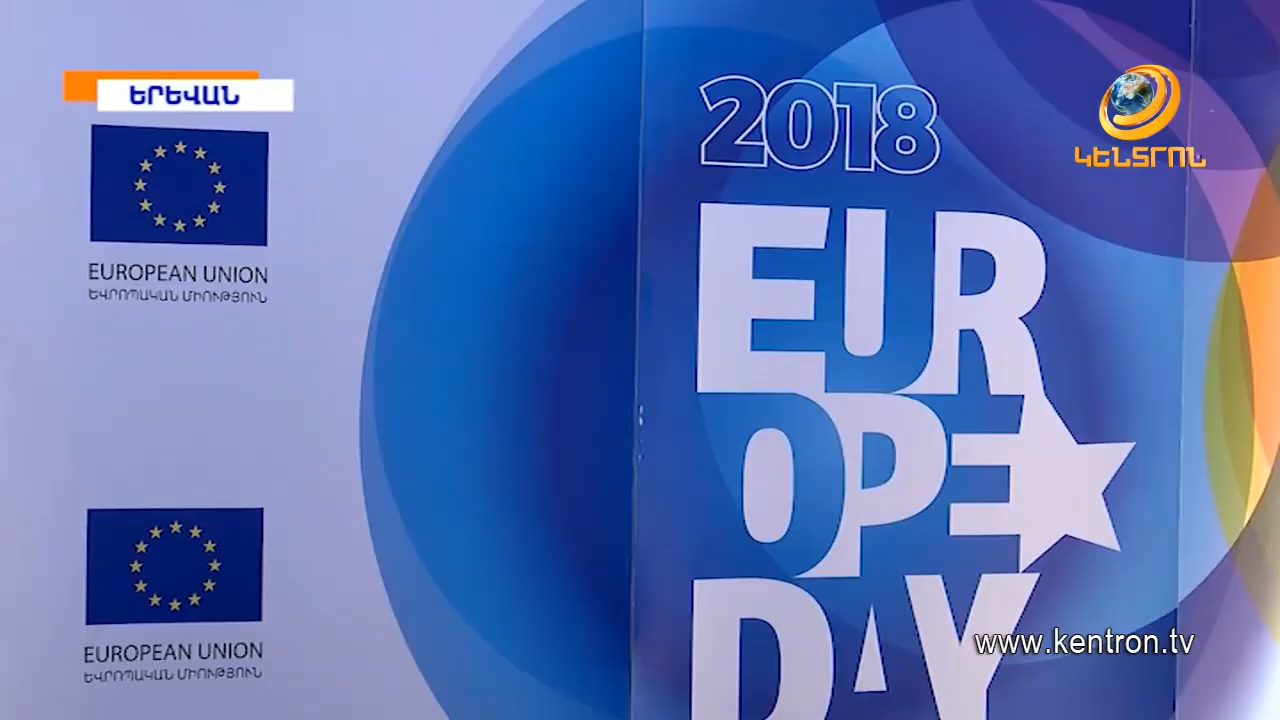 ԵՐԵՎԱՆ
EUROPEAN UNION
ԵՎՐՈՊԱԿԱՆ ՄԻՈՒԹՅՈՒՆ
EUROPEAN UNION
ԵՎՐՈՊԱԿԱՆ ՄԻՈՒԹՅՈՒՆ
2018
EUR
OPE
DAY
ԿԵՆՏՐՈՆ
www.kentron.tv